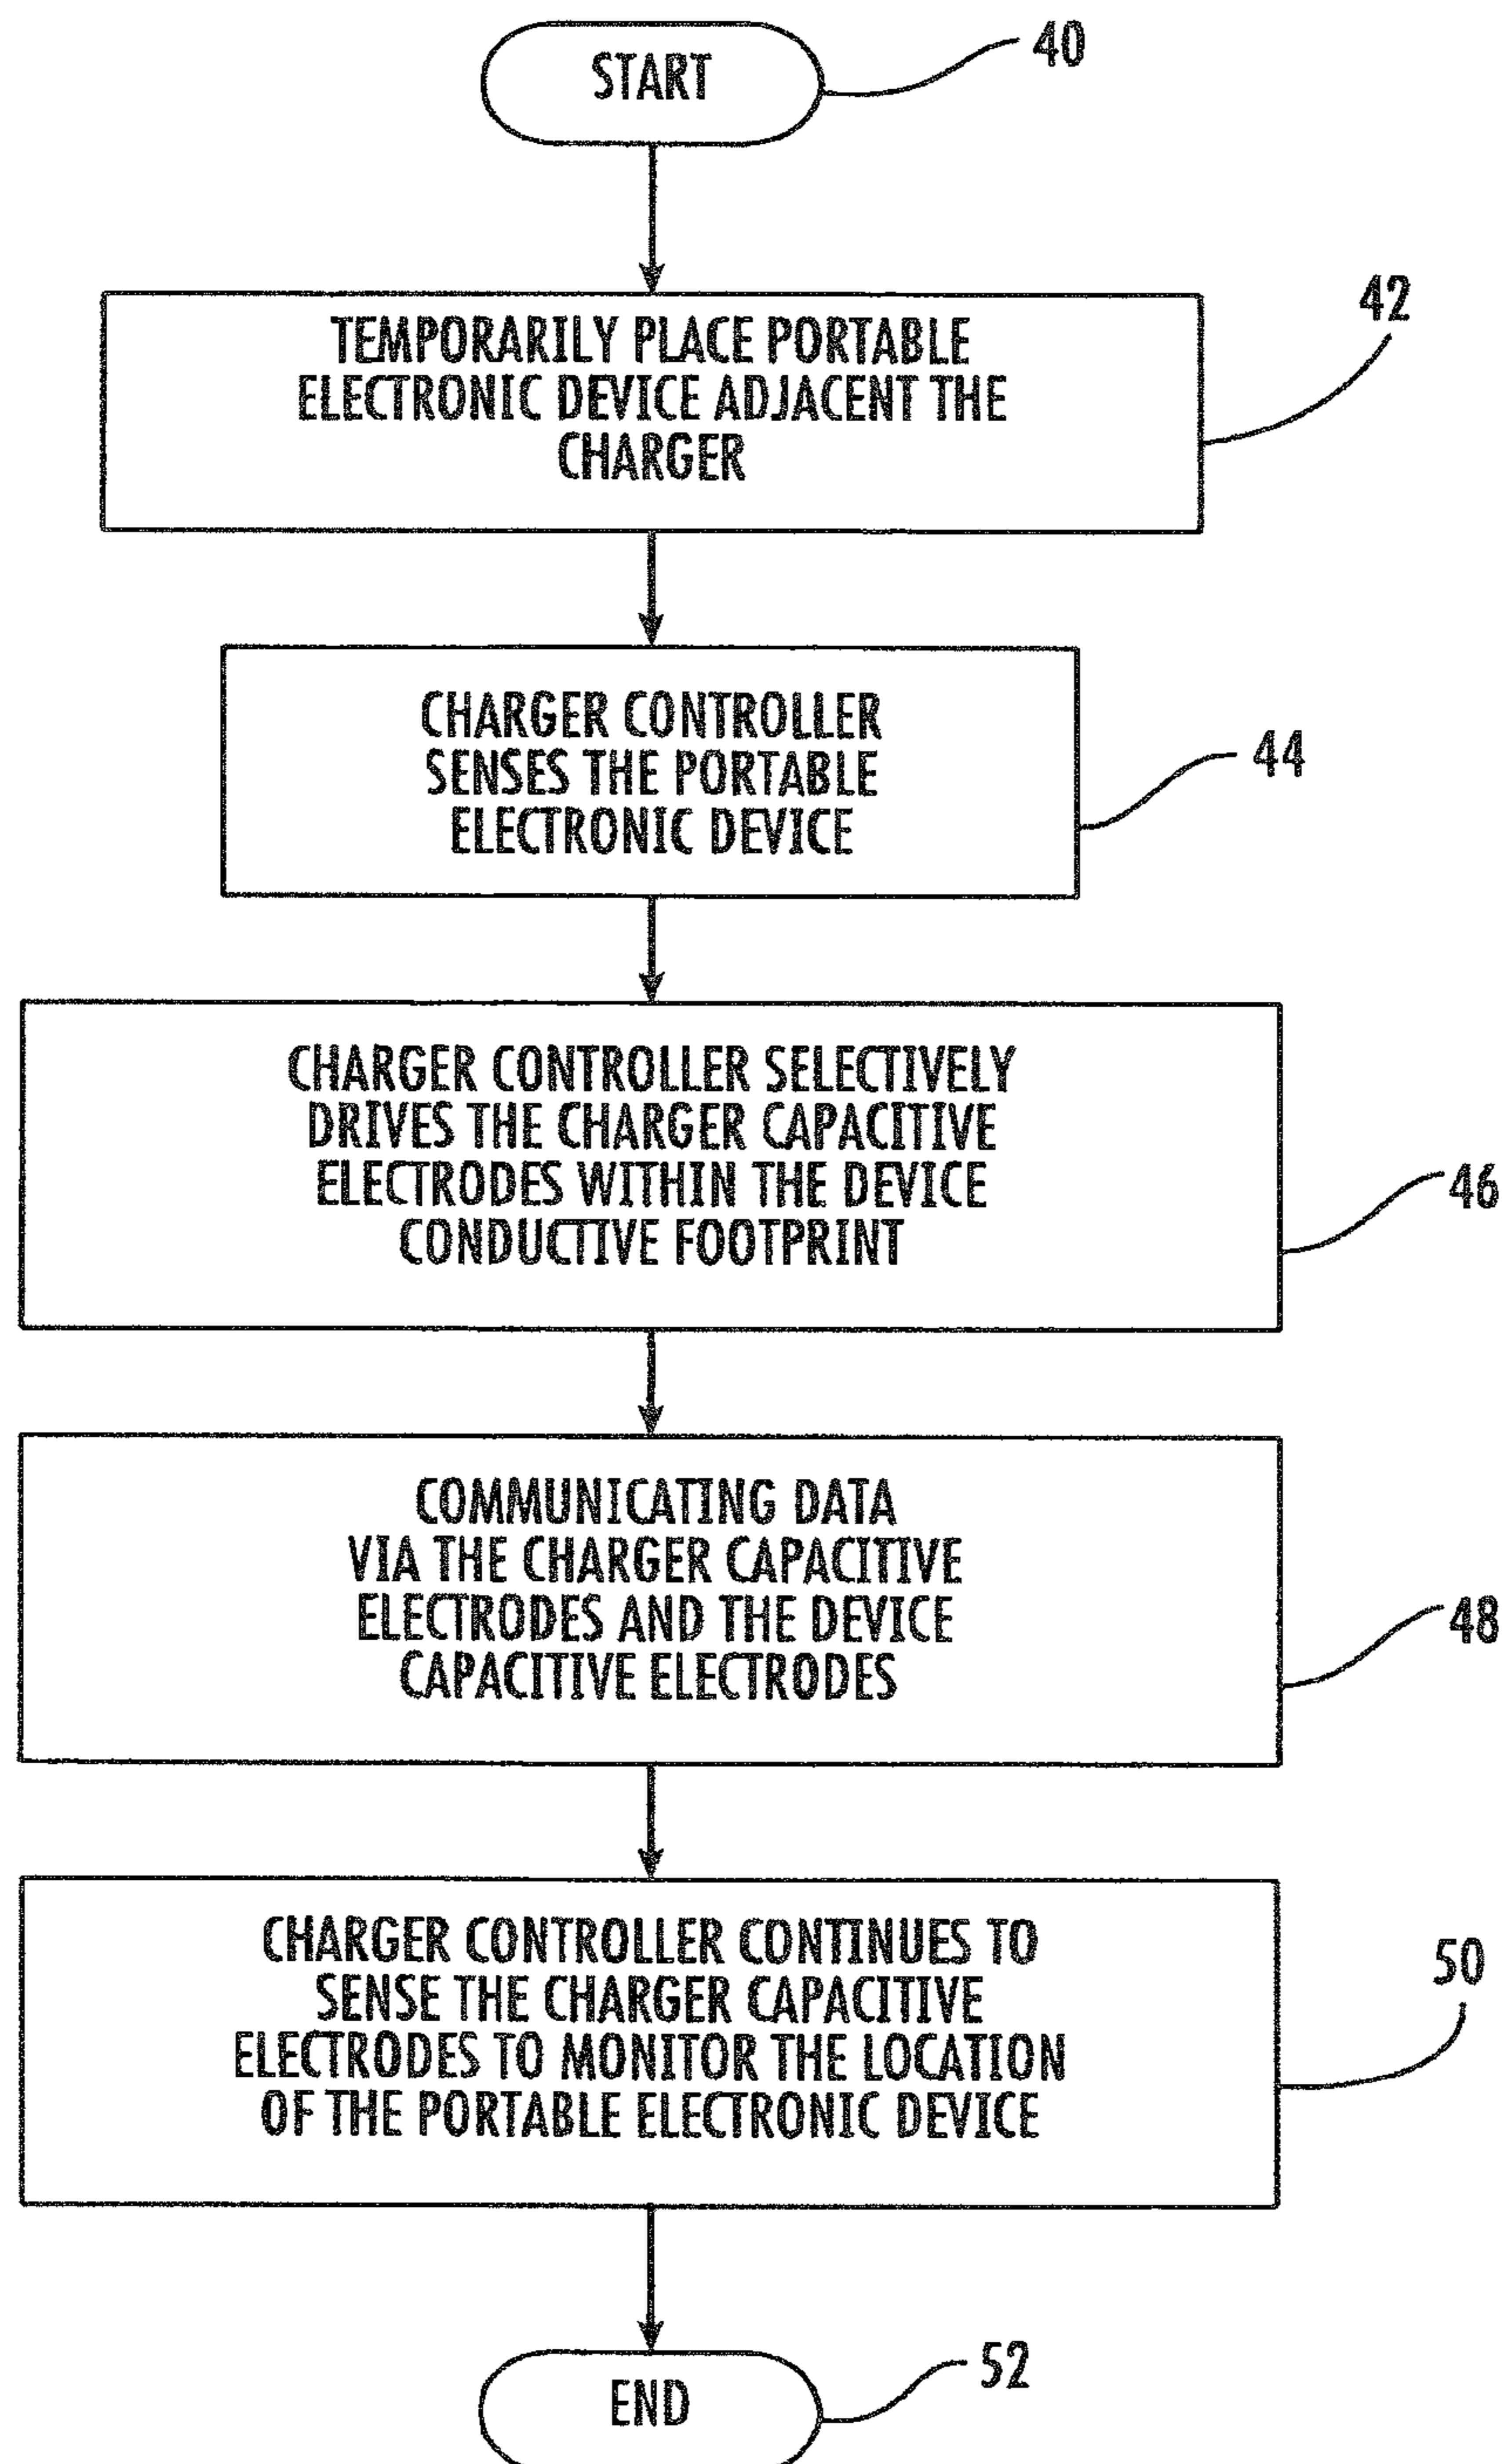 START
40
TEMPORARILY PLACE PORTABLE
ELECTRONIC DEVICE ADJACENT THE
CHARGER
42
CHARGER CONTROLLER
SENSES THE PORTABLE
ELECTRONIC DEVICE
44
CHARGER CONTROLLER SELECTIVELY
DRIVES THE CHARGER CAPACITIVE
ELECTRODES WITHIN THE DEVICE
CONDUCTIVE FOOTPRINT
46
COMMUNICATING DATA
VIA THE CHARGER CAPACITIVE
ELECTRODES AND THE DEVICE
CAPACITIVE ELECTRODES
48
CHARGER CONTROLLER CONTINUES TO
SENSE THE CHARGER CAPACITIVE
ELECTRODES TO MONITOR THE LOCATION
OF THE PORTABLE ELECTRONIC DEVICE
50
END
52